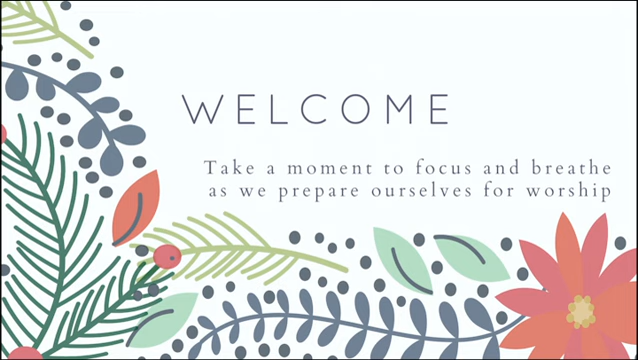 WELCOME
Take a moment to focus and breathe
as we prepare ourselves for worship